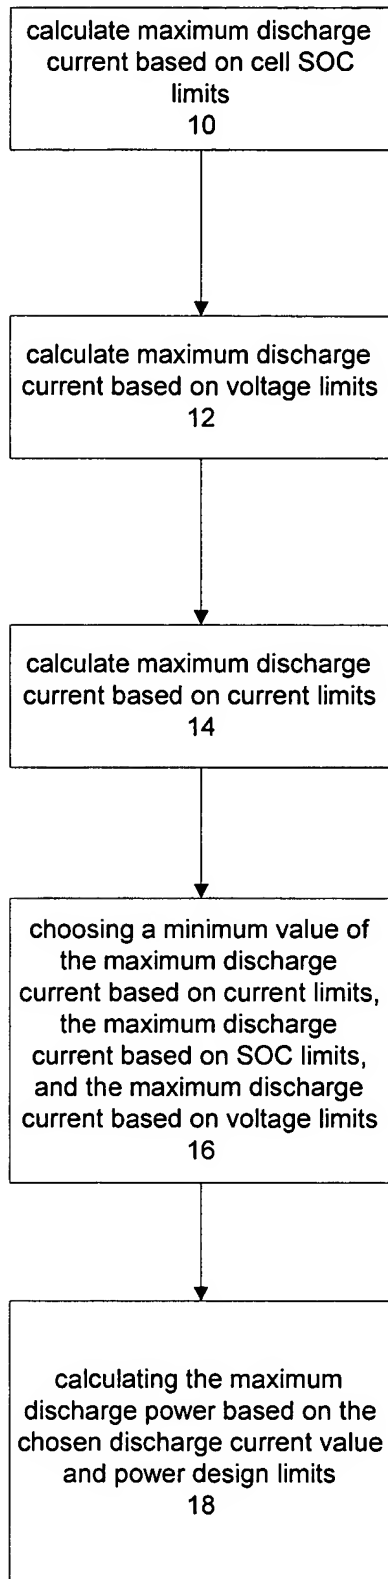 calculate maximum discharge
current based on cell SOC
limits
10
calculate maximum discharge
current based on voltage limits
12
calculate maximum discharge
current based on current limits
14
choosing a minimum value of
the maximum discharge
current based on current limits,
the maximum discharge
current based on SOC limits,
and the maximum discharge
current based on voltage limits
16
calculating the maximum
discharge power based on the
chosen discharge current value
and power design limits
18